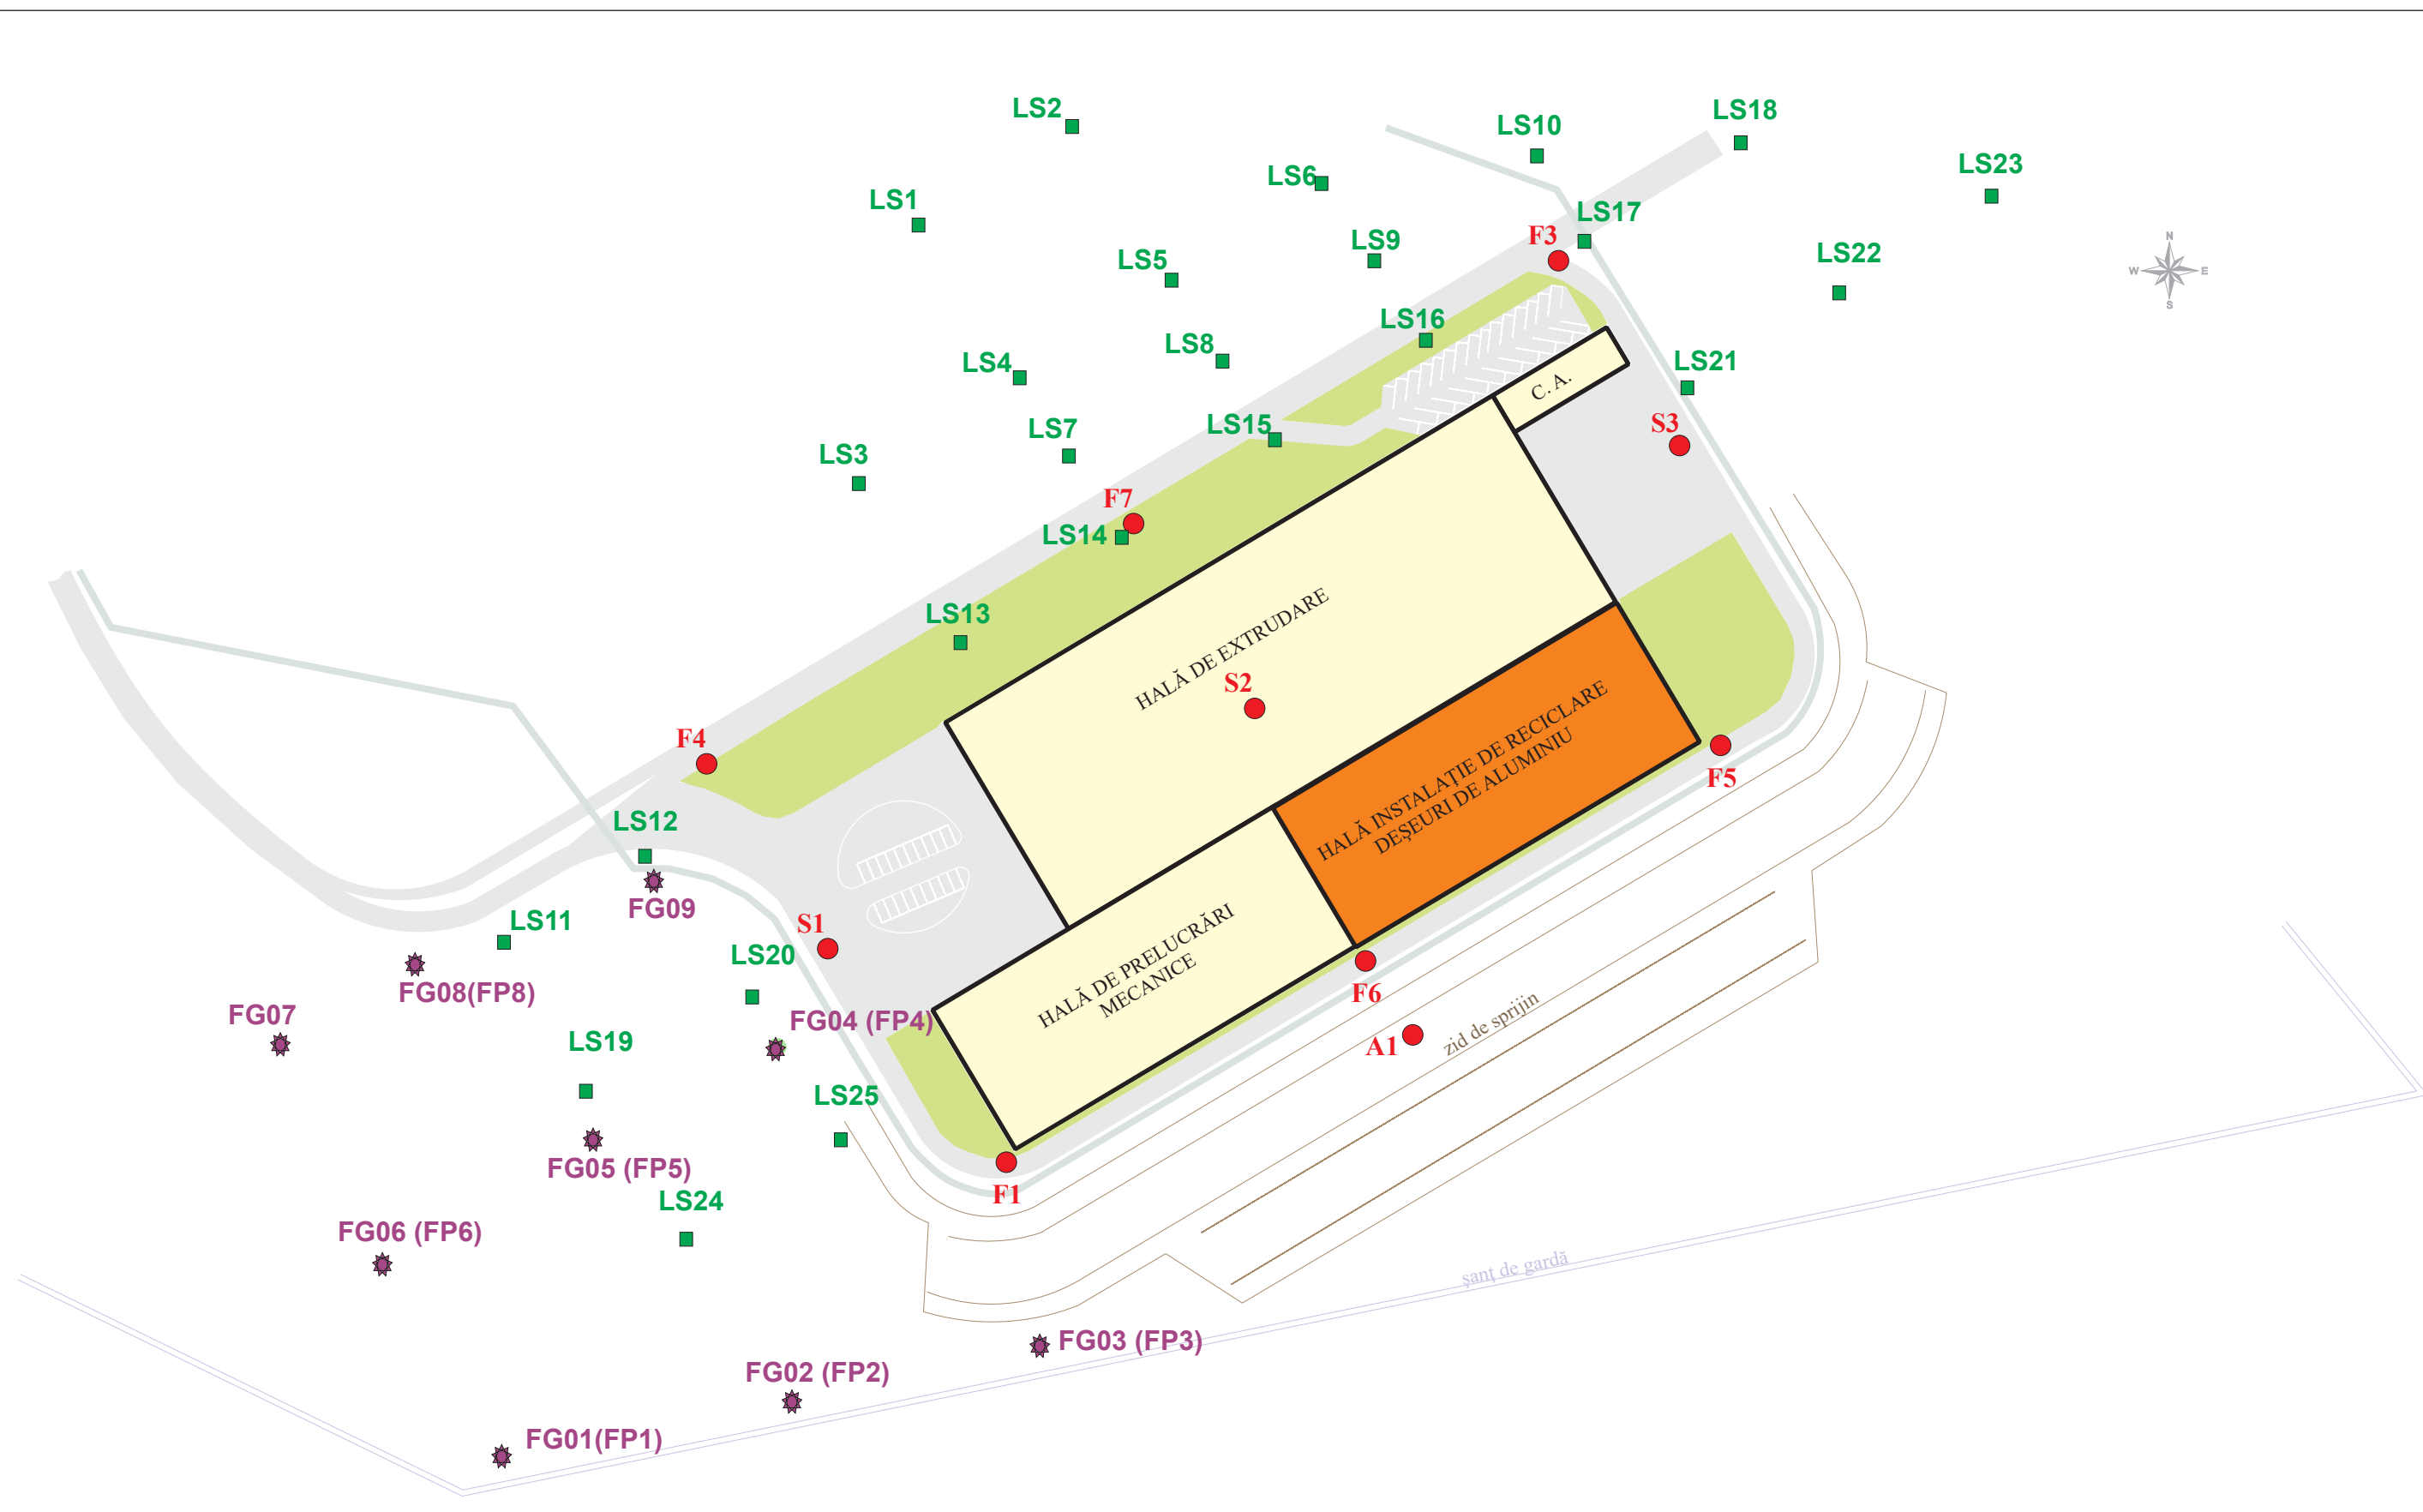 LS2
LS18
LS10
LS23
LS6
LS1
LS17
F3
N
LS9
LS22
LS5
W
E
S
LS16
LS8
LS21
LS4
C. A.
LS15
S3
LS7
LS3
F7
LS14
LS13
HALĂ DE EXTRUDARE
S2
F4
HALĂ INSTALAŢIE DE RECICLARE
DEŞEURI DE ALUMINIU
F5
LS12
FG09
LS11
S1
HALĂ DE PRELUCRĂRI
MECANICE
LS20
FG08(FP8)
F6
FG07
FG04 (FP4)
zid de sprijin
LS19
A1
LS25
FG05 (FP5)
F1
LS24
FG06 (FP6)
şanţ de gardă
FG03 (FP3)
FG02 (FP2)
FG01(FP1)